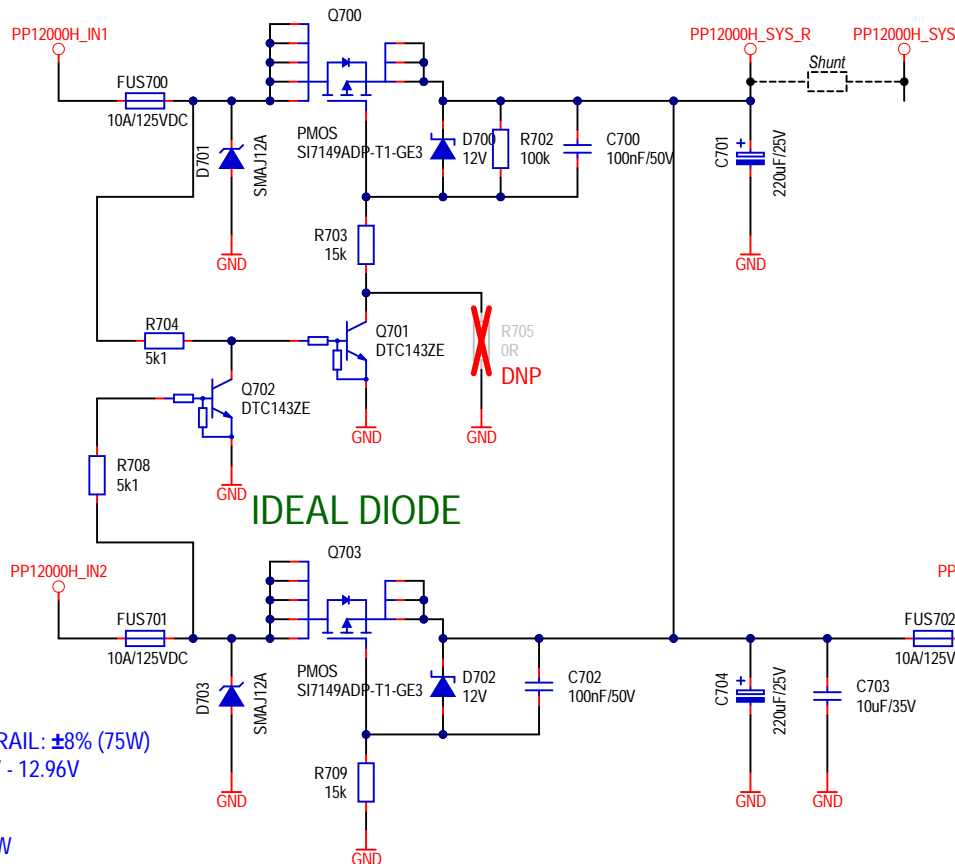 Q700
PP12000H_IN1
PP12000H_SYS_R
PP12000H_SYS
Shunt
FUS700
10A/125VDC
PMOS
SI7149ADP-T1-GE3
D701
SMAJ12A
D700
12V
R702
100k
C700
100nF/50V
C701
+
220uF/25V
GND
GND
R703
15k
R704
5k1
Q701
DTC143ZE
R705
0R
DNP
Q702
DTC143ZE
GND
GND
R708
5k1
GND
IDEAL DIODE
Q703
PP12000H_IN2
PP
FUS701
10A/125VDC
FUS702
10A/125V
PMOS
SI7149ADP-T1-GE3
D703
SMAJ12A
D702
12V
C702
100nF/50V
C704
+
220uF/25V
C703
10uF/35V
RAIL: ±8% (75W)
- 12.96V
R709
15k
GND
GND
GND
W
GND